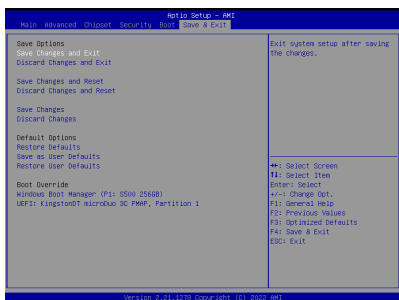 Aptio Setup - AMI
Main Advanced Chipset Security Boot Save & Exit
Save Options
Save Changes and Exit
Discard Changes and Exit
Save Changes and Reset
Discard Changes and Reset
Save Changes
Discard Changes
Default Options
Restore Defaults
Save as User Defaults
Restore User Defaults
Boot Override
Windows Boot Manager (P1: S500 256GB)
UEFI: KingstonDT microDuo 3C PMAP, Partition 1
Exit system setup after saving
the changes.
→←: Select Screen
↑↓: Select Item
Enter: Select
+/-: Change Opt.
F1: General Help
F2: Previous Values
F3: Optimized Defaults
F4: Save & Exit
ESC: Exit
Version 2.21.1278 Copyright (C) 2022 AMI